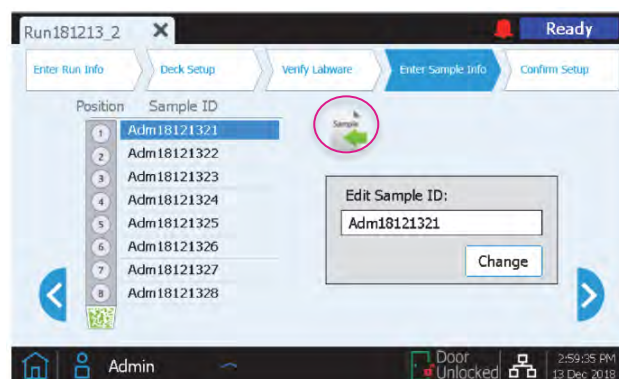 Run181213_2
Ready
Enter Run Info
Deck Setup
Verify Labware
Enter Sample Info
Confirm Setup
Position Sample ID
1 Adm18121321
2 Adm18121322
3 Adm18121323
4 Adm18121324
5 Adm18121325
6 Adm18121326
7 Adm18121327
8 Adm18121328
Sample
Edit Sample ID:
Adm18121321
Change
Admin
Door
Unlocked
2:59:35 PM
13 Dec 2018